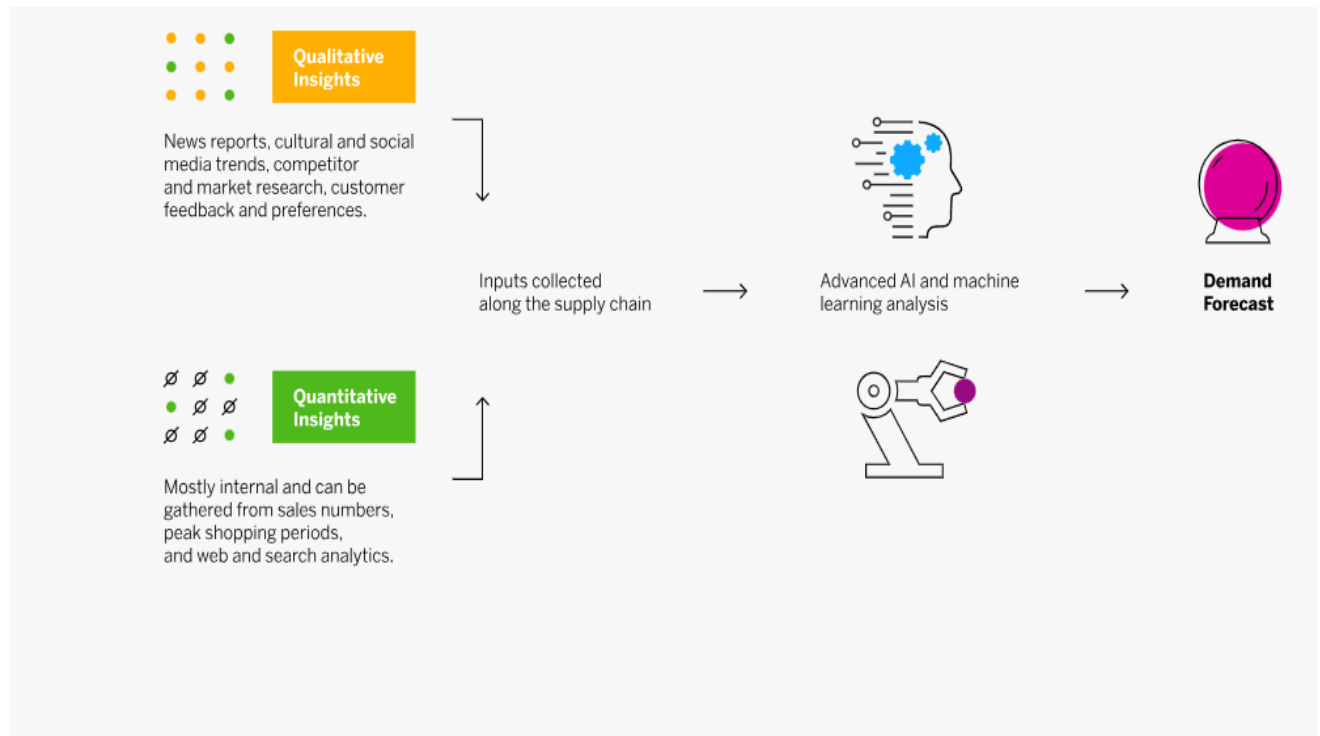 Qualitative
Insights
News reports, cultural and social
media trends, competitor
and market research, customer
feedback and preferences.
Inputs collected
along the supply chain
Advanced AI and machine
learning analysis
Demand
Forecast
Quantitative
Insights
Mostly internal and can be
gathered from sales numbers,
peak shopping periods,
and web and search analytics.